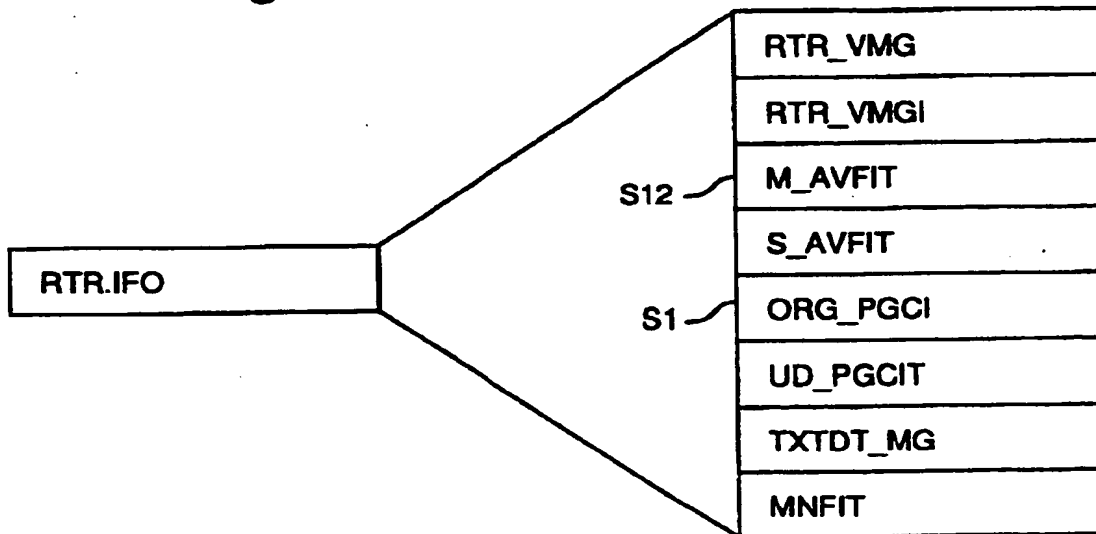 RTR_VMG
RTR_VMGI
S12 M_AVFIT
S_AVFIT
RTR.IFO
S1 ORG_PGCI
UD_PGCIT
TXTDT_MG
MNFIT